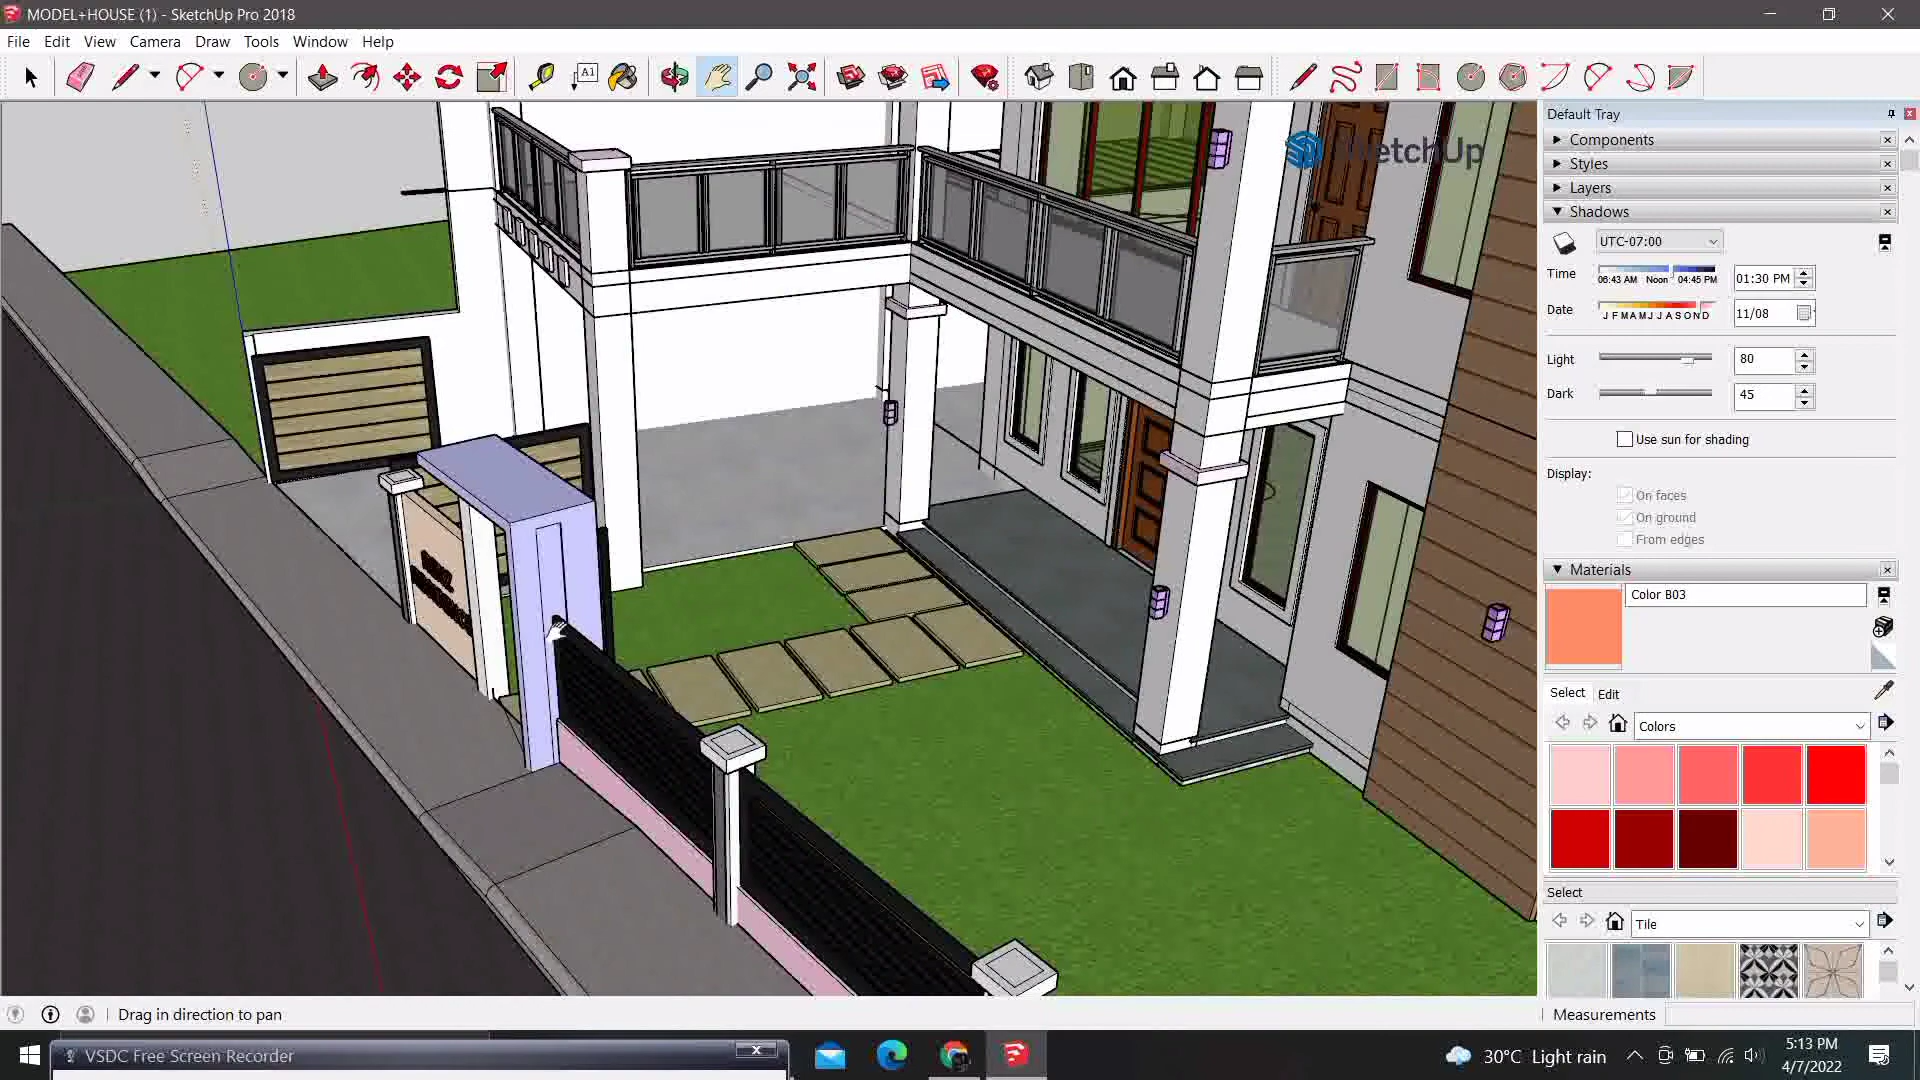 MODEL+HOUSE (1) - SketchUp Pro 2018
File Edit View Camera Draw Tools Window Help
A1
Default Tray
Components
Styles
Layers
Shadows
UTC-07:00
Time 06:43 AM Noon 04:45 PM 01:30 PM
Date J F M A M J J A S O N D 11/08
Light 80
Dark 45
Use sun for shading
Display:
On faces
On ground
From edges
Materials
Color B03
Select Edit
Colors
Select
Tile
SketchUp
Drag in direction to pan
Measurements
VSDC Free Screen Recorder
30°C Light rain
5:13 PM
4/7/2022